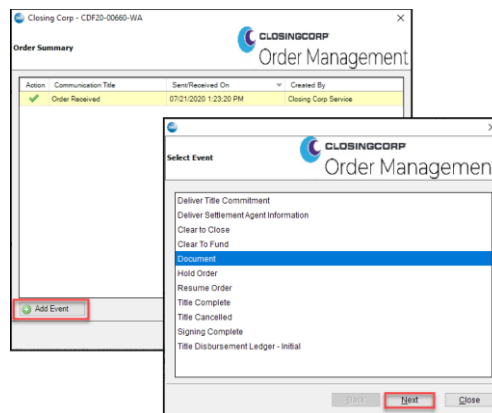 Closing Corp - CDF20-00660-WA
Order Summary
CLOSINGCORP
Order Management
Action Communication Title Sent/Received On Created By
Order Received 07/21/2020 1:23:20 PM Closing Corp Service
Add Event
Select Event
CLOSINGCORP
Order Managemen
Deliver Title Commitment
Deliver Settlement Agent Information
Clear to Close
Clear To Fund
Document
Hold Order
Resume Order
Title Complete
Title Cancelled
Signing Complete
Title Disbursement Ledger - Initial
Back Next Close